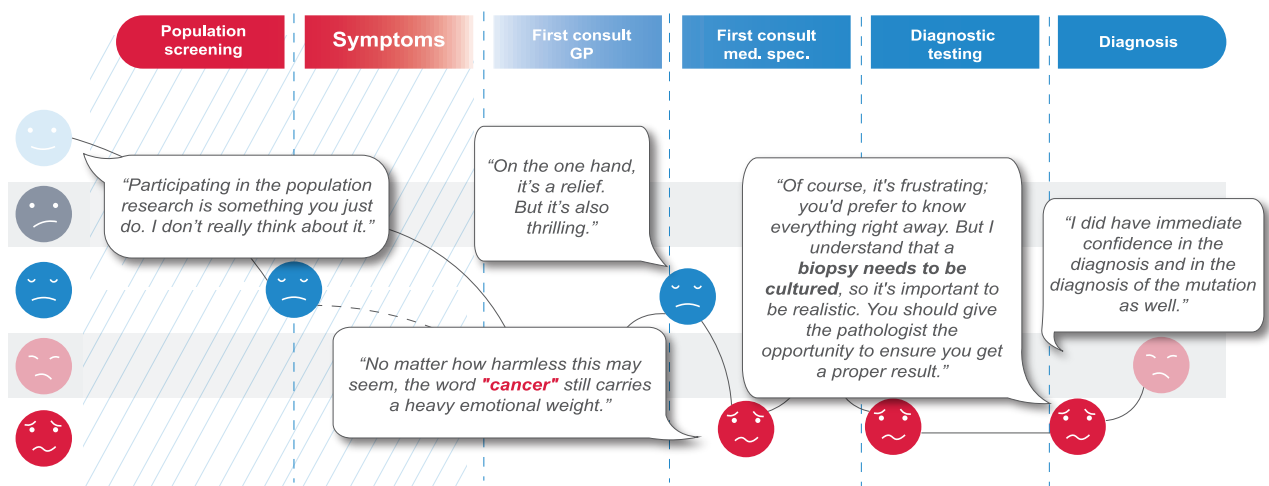 Population
screening
Symptoms
First consult
GP
First consult
med. spec.
Diagnostic
testing
Diagnosis
“Participating in the population
research is something you just
do. I don’t really think about it.”
“On the one hand,
it’s a relief.
But it’s also
thrilling.”
“Of course, it's frustrating;
you'd prefer to know
everything right away. But I
understand that a
biopsy needs to be
cultured, so it's important to
be realistic. You should give
the pathologist the
opportunity to ensure you get
a proper result.”
“I did have immediate
confidence in the
diagnosis and in the
diagnosis of the mutation
as well.”
“No matter how harmless this may
seem, the word "cancer" still carries
a heavy emotional weight.”